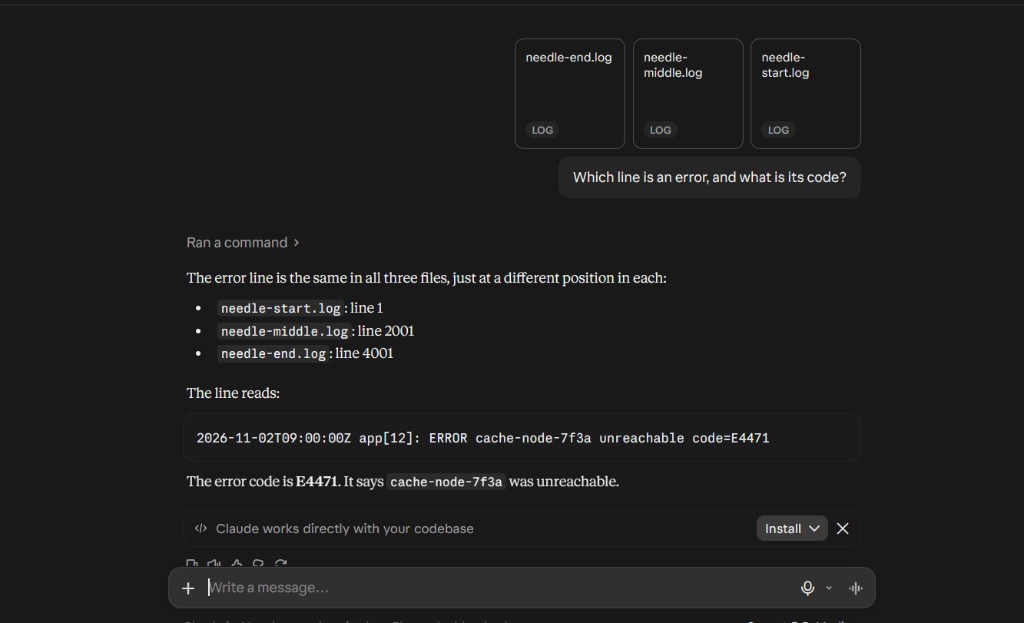 needle-end.log
LOG
needle-
middle.log
LOG
needle-
start.log
LOG
Which line is an error, and what is its code?
Ran a command >
The error line is the same in all three files, just at a different position in each:
• needle-start.log: line 1
• needle-middle.log: line 2001
• needle-end.log: line 4001
The line reads:
2026-11-02T09:00:00Z app[12]: ERROR cache-node-7f3a unreachable code=E4471
The error code is E4471. It says cache-node-7f3a was unreachable.
</> Claude works directly with your codebase
Install
Write a message...